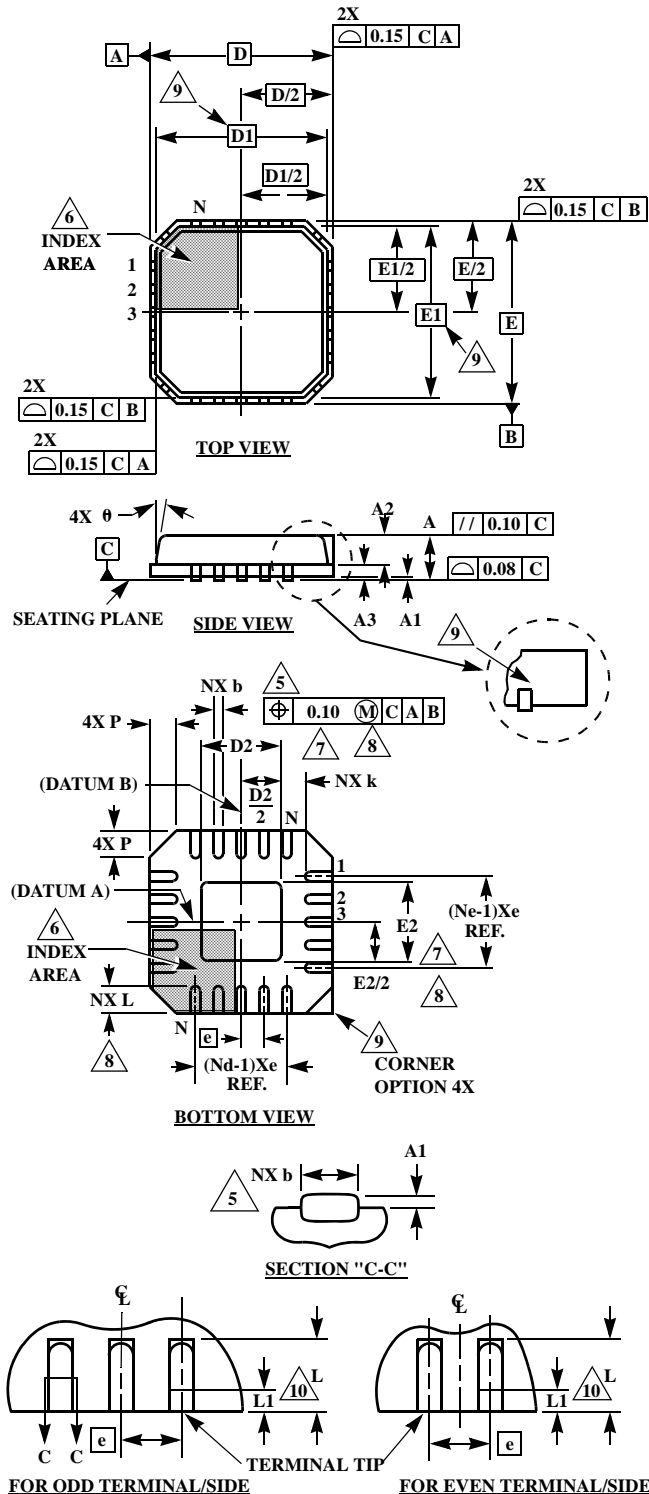 2X
0.15 C A
A
D
D/2
9
D1
D1/2
2X
0.15 C B
6
INDEX
AREA
N
1
2
3
E1/2
E/2
E1
E
9
2X
0.15 C B
2X
0.15 C A
B
TOP VIEW
4X θ
A2
A
// 0.10 C
C
0.08 C
SEATING PLANE
SIDE VIEW
A3
A1
9
NX b
5
0.10 M C A B
4X P
D2
7
8
(DATUM B)
D2
2
N
NX k
4X P
1
2
3
(DATUM A)
(Ne-1)Xe
REF.
6
INDEX
AREA
E2
7
E2/2
8
NX L
N
e
8
(Nd-1)Xe
REF.
9
CORNER
OPTION 4X
BOTTOM VIEW
A1
NX b
5
SECTION "C-C"
CL
CL
L
10
L1
L
10
L1
C C
e
TERMINAL TIP
e
FOR ODD TERMINAL/SIDE
FOR EVEN TERMINAL/SIDE